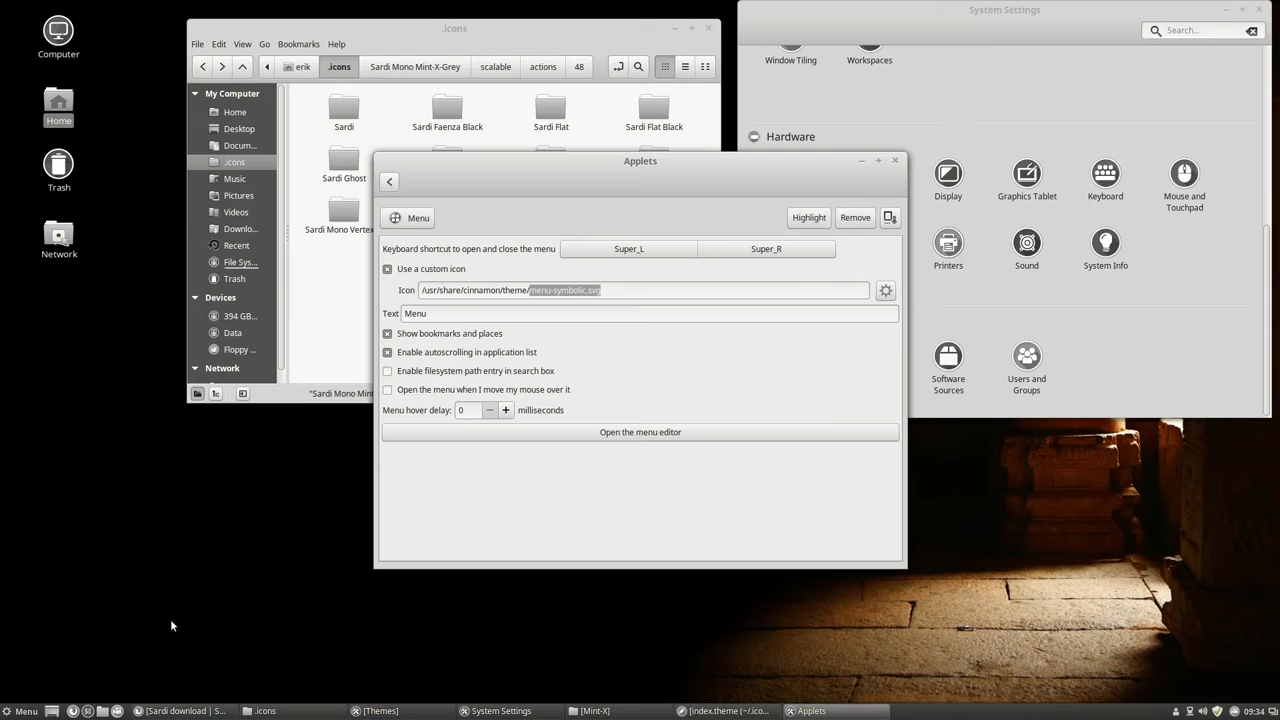 Computer
Home
Trash
Network
.icons
File Edit View Go Bookmarks Help
erik .icons Sardi Mono Mint-X-Grey scalable actions 48
My Computer
Home
Desktop
Docum...
.icons
Music
Pictures
Videos
Downlo...
Recent
File Sys...
Trash
Devices
394 GB...
Data
Floppy ...
Network
Sardi
Sardi Faenza Black
Sardi Flat
Sardi Flat Black
Sardi Ghost
Sardi Mono Vertex
"Sardi Mono Mint
System Settings
Search...
Window Tiling
Workspaces
Hardware
Display
Graphics Tablet
Keyboard
Mouse and
Touchpad
Printers
Sound
System Info
Software
Sources
Users and
Groups
Applets
Menu Highlight Remove
Keyboard shortcut to open and close the menu Super_L Super_R
Use a custom icon
Icon /usr/share/cinnamon/theme/menu-symbolic.svg
Text Menu
Show bookmarks and places
Enable autoscrolling in application list
Enable filesystem path entry in search box
Open the menu when I move my mouse over it
Menu hover delay: 0 milliseconds
Open the menu editor
Menu [Sardi download | S... .icons [Themes] System Settings [Mint-X] [index.theme (~/.ico... Applets 09:34